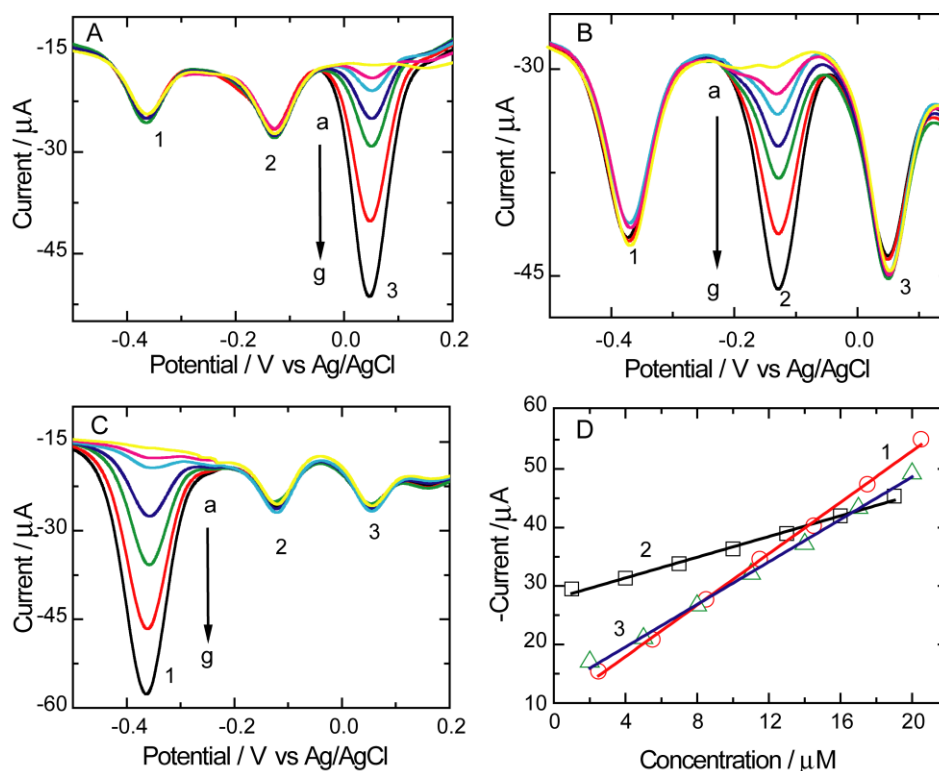 A
-15
-30
-45
Current / μA
1
2
a
g
3
-0.4
-0.2
0.0
0.2
Potential / V vs Ag/AgCl
B
-30
-45
Current / μA
a
g
1
2
3
-0.4
-0.2
0.0
Potential / V vs Ag/AgCl
C
-15
-30
-45
-60
Current / μA
a
g
1
2
3
-0.4
-0.2
0.0
0.2
Potential / V vs Ag/AgCl
D
60
50
40
30
20
10
-Current /μA
1
2
3
0
4
8
12
16
20
Concentration / μM